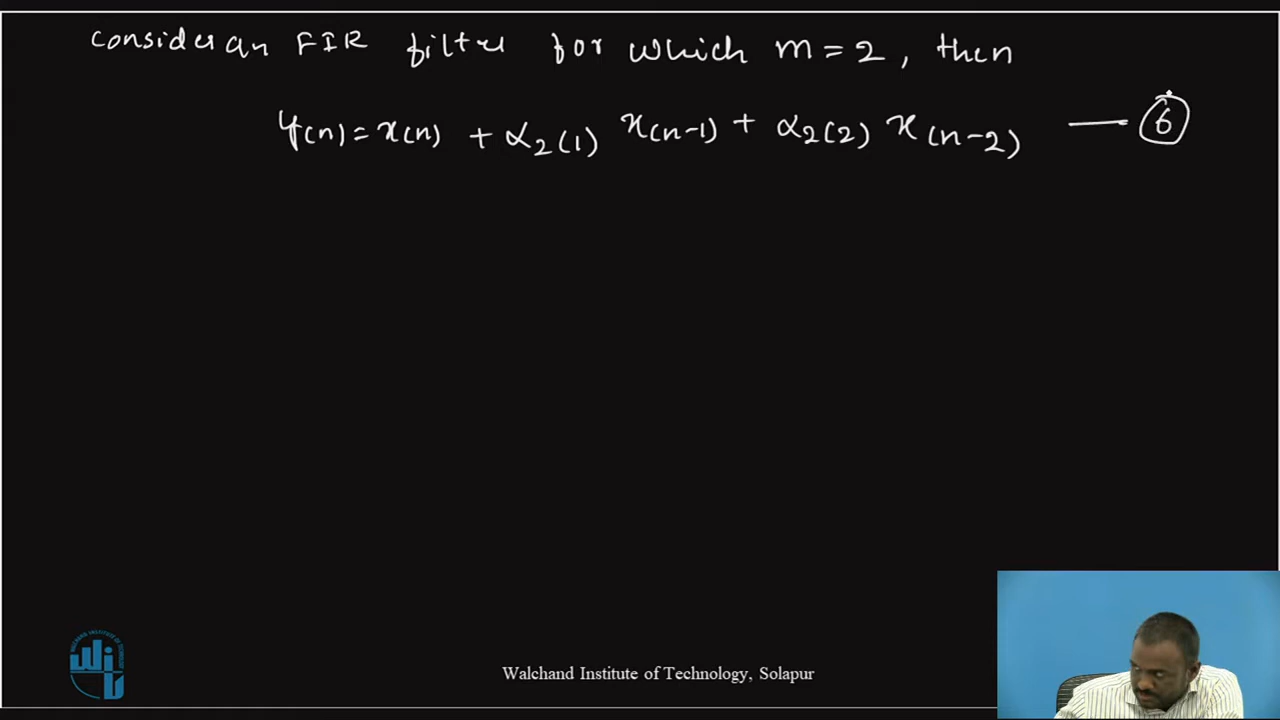 consider an FIR filter for which m = 2, then
y(n) = x(n) + α2(1) x(n-1) + α2(2) x(n-2) — 6
Walchand Institute of Technology, Solapur